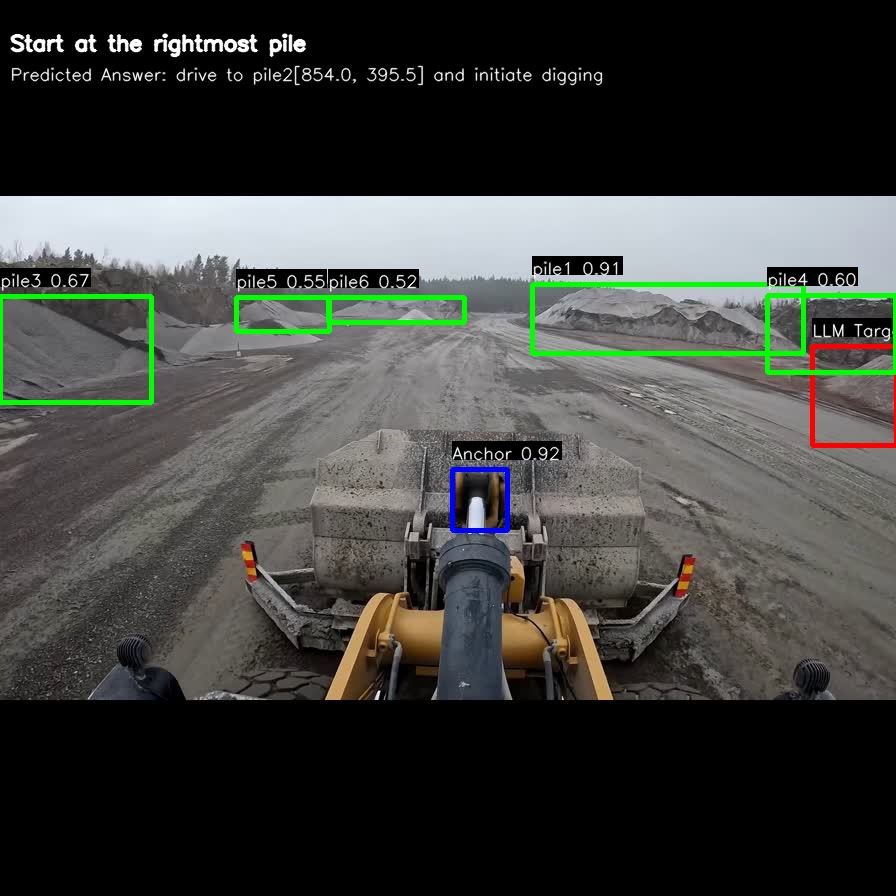 Start at the rightmost pile
Predicted Answer: drive to pile2[854.0, 395.5] and initiate digging
pile1 0.91
pile4 0.60
pile3 0.67
pile5 0.55
pile6 0.52
LLM Targ
Anchor 0.92